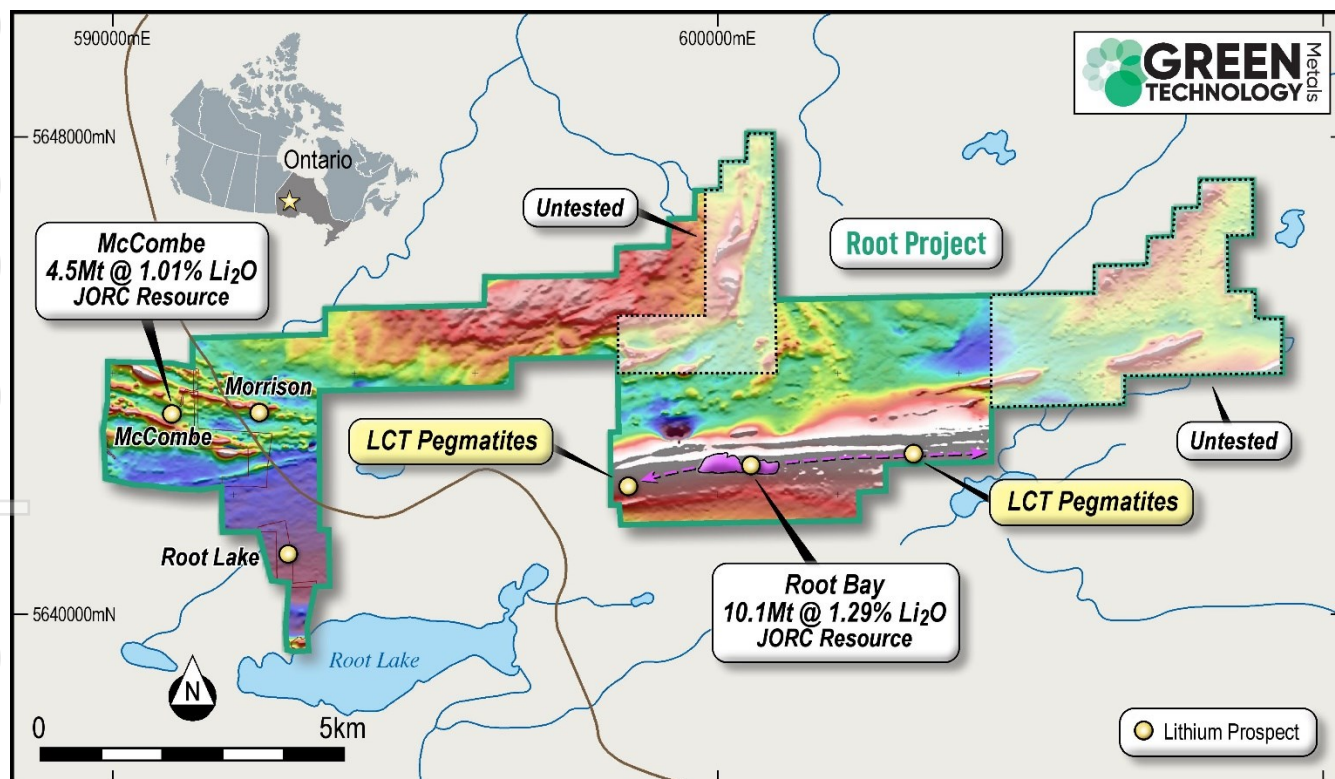 590000mE
600000mE
GREEN
TECHNOLOGY
Metals
5648000mN
Ontario
Untested
Root Project
McCombe
4.5Mt @ 1.01% Li₂O
JORC Resource
Morrison
McCombe
LCT Pegmatites
Untested
LCT Pegmatites
Root Lake
Root Bay
10.1Mt @ 1.29% Li₂O
JORC Resource
5640000mN
Root Lake
N
0
5km
Lithium Prospect